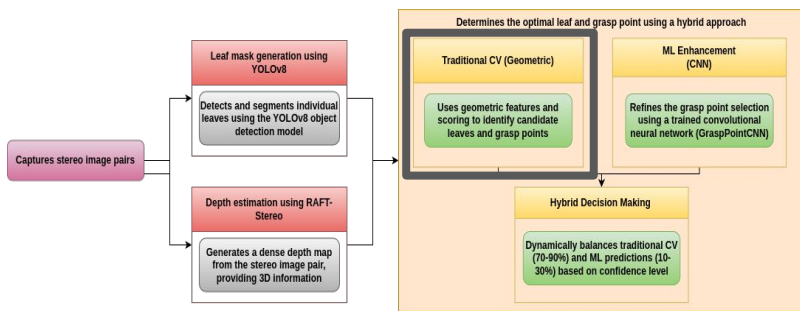 Determines the optimal leaf and grasp point using a hybrid approach
Leaf mask generation using
YOLOv8
Detects and segments individual
leaves using the YOLOv8 object
detection model
Captures stereo image pairs
Depth estimation using RAFT-
Stereo
Generates a dense depth map
from the stereo image pair,
providing 3D information
Traditional CV (Geometric)
Uses geometric features and
scoring to identify candidate
leaves and grasp points
ML Enhancement
(CNN)
Refines the grasp point selection
using a trained convolutional
neural network (GraspPointCNN)
Hybrid Decision Making
Dynamically balances traditional CV
(70-90%) and ML predictions (10-
30%) based on confidence level